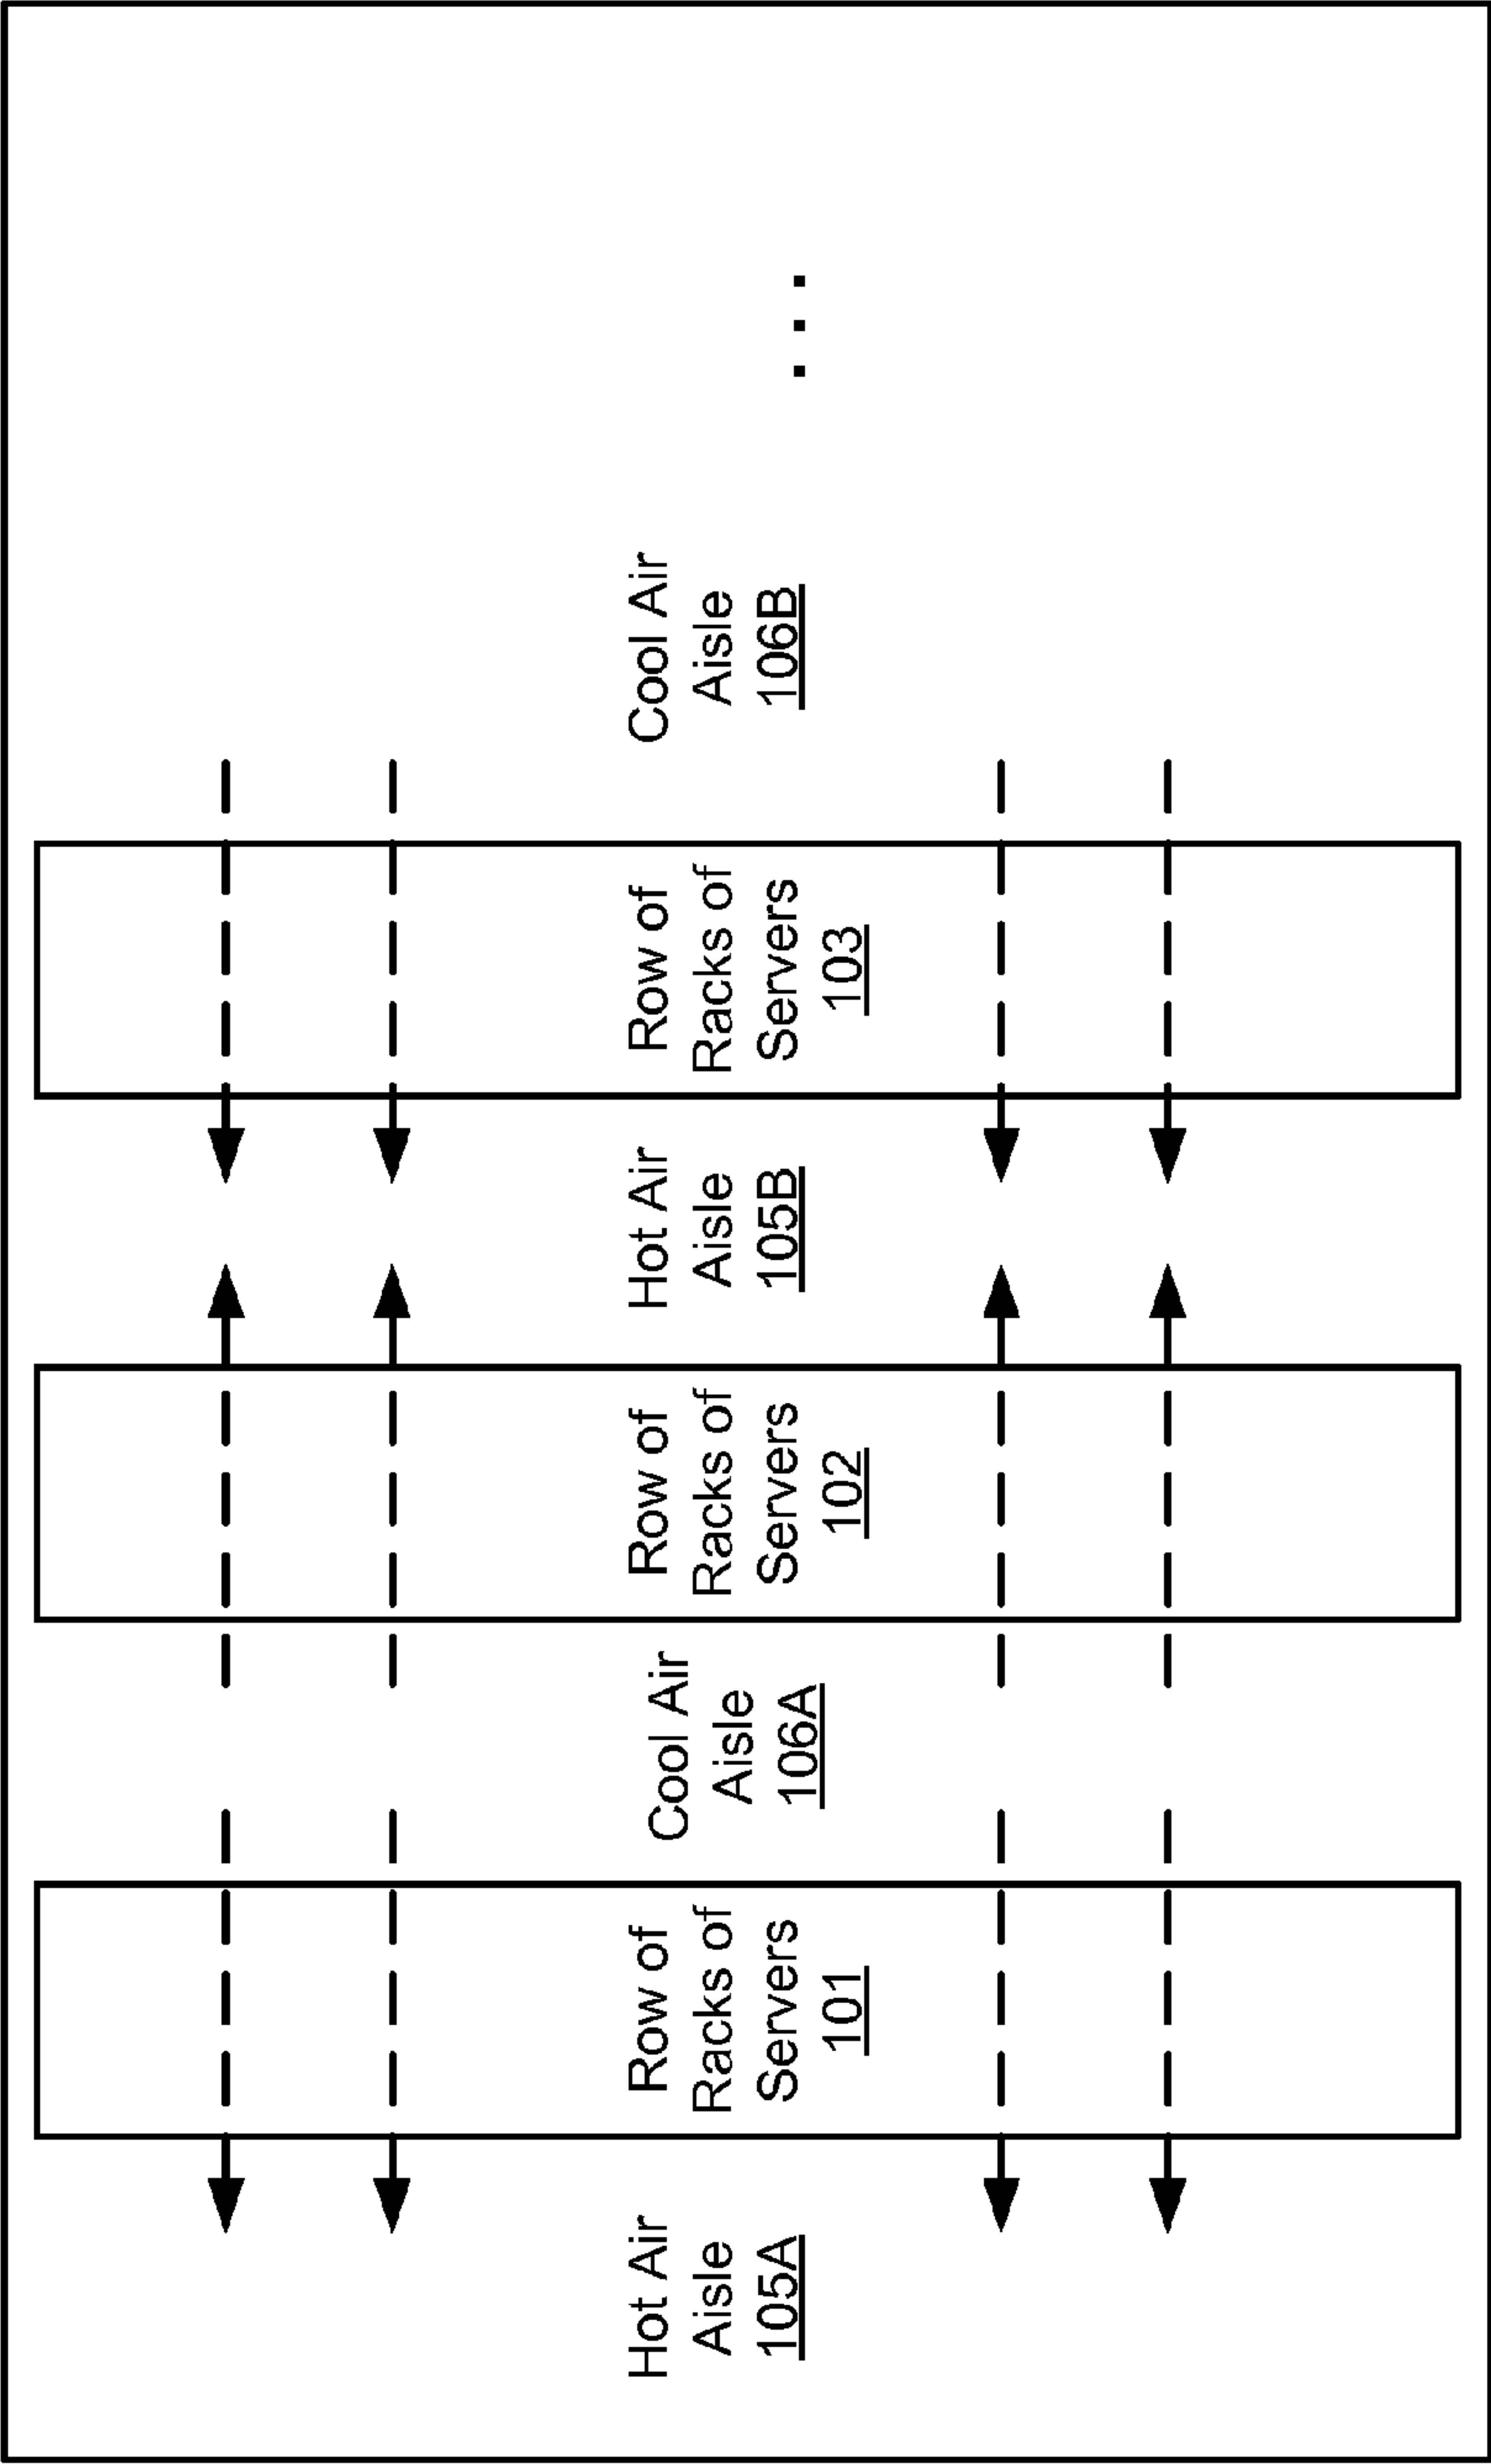 Hot Air
Aisle
105A
Row of
Racks of
Servers
101
Cool Air
Aisle
106A
Row of
Racks of
Servers
102
Hot Air
Aisle
105B
Row of
Racks of
Servers
103
Cool Air
Aisle
106B
...